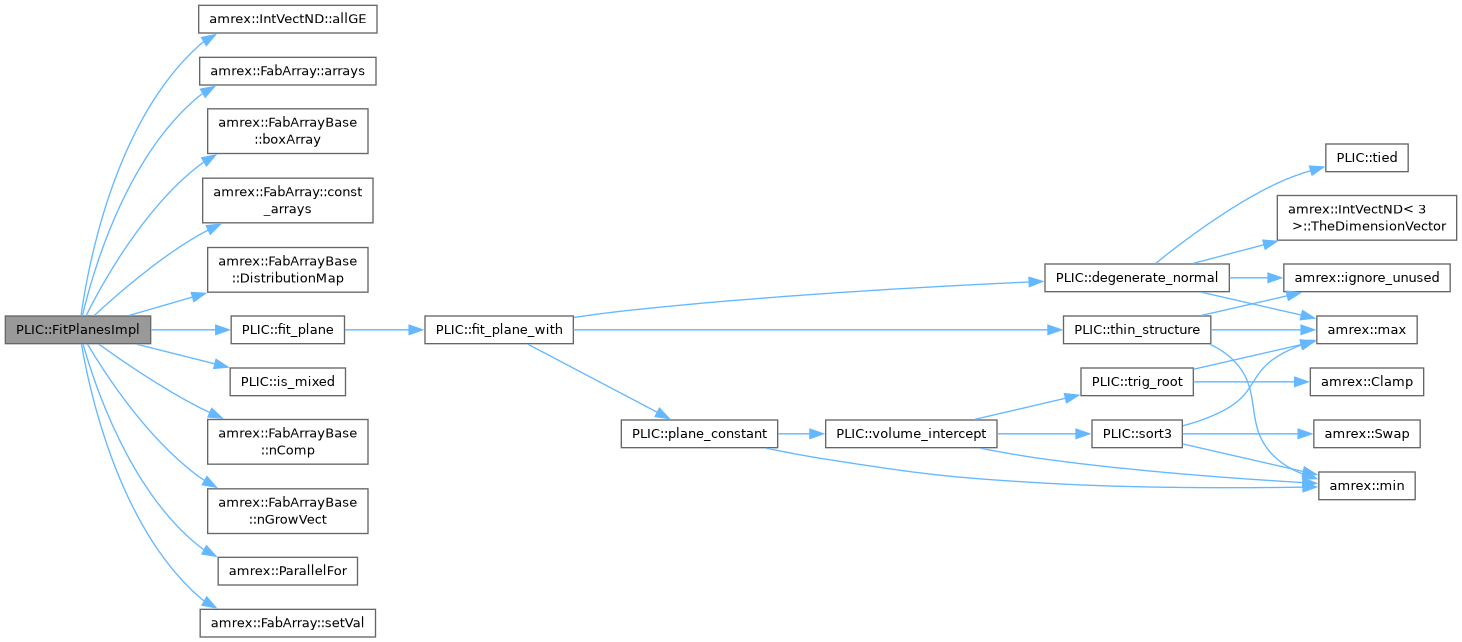 amrex::IntVectND::allGE
amrex::FabArray::arrays
amrex::FabArrayBase
::boxArray
amrex::FabArray::const
_arrays
amrex::FabArrayBase
::DistributionMap
PLIC::FitPlanesImpl
PLIC::fit_plane
PLIC::is_mixed
amrex::FabArrayBase
::nComp
amrex::FabArrayBase
::nGrowVect
amrex::ParallelFor
amrex::FabArray::setVal
PLIC::fit_plane_with
PLIC::degenerate_normal
PLIC::thin_structure
PLIC::plane_constant
PLIC::volume_intercept
PLIC::trig_root
PLIC::sort3
PLIC::tied
amrex::IntVectND< 3
>::TheDimensionVector
amrex::ignore_unused
amrex::max
amrex::Clamp
amrex::Swap
amrex::min